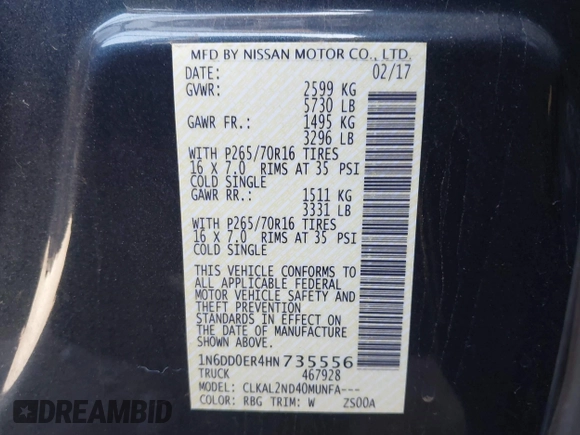 MFD BY NISSAN MOTOR CO., LTD.
DATE: 02/17
GVWR: 2599 KG
5730 LB
GAWR FR.: 1495 KG
3296 LB
WITH P265/70R16 TIRES
16 X 7.0 RIMS AT 35 PSI
COLD SINGLE
GAWR RR.: 1511 KG
3331 LB
WITH P265/70R16 TIRES
16 X 7.0 RIMS AT 35 PSI
COLD SINGLE
THIS VEHICLE CONFORMS TO
ALL APPLICABLE FEDERAL
MOTOR VEHICLE SAFETY AND
THEFT PREVENTION
STANDARDS IN EFFECT ON
THE DATE OF MANUFACTURE
SHOWN ABOVE.
1N6DD0ER4HN735556
TRUCK 467928
MODEL: CLKAL2ND40MUNFA---
COLOR: RBG TRIM: W ZS00A
DREAMBID